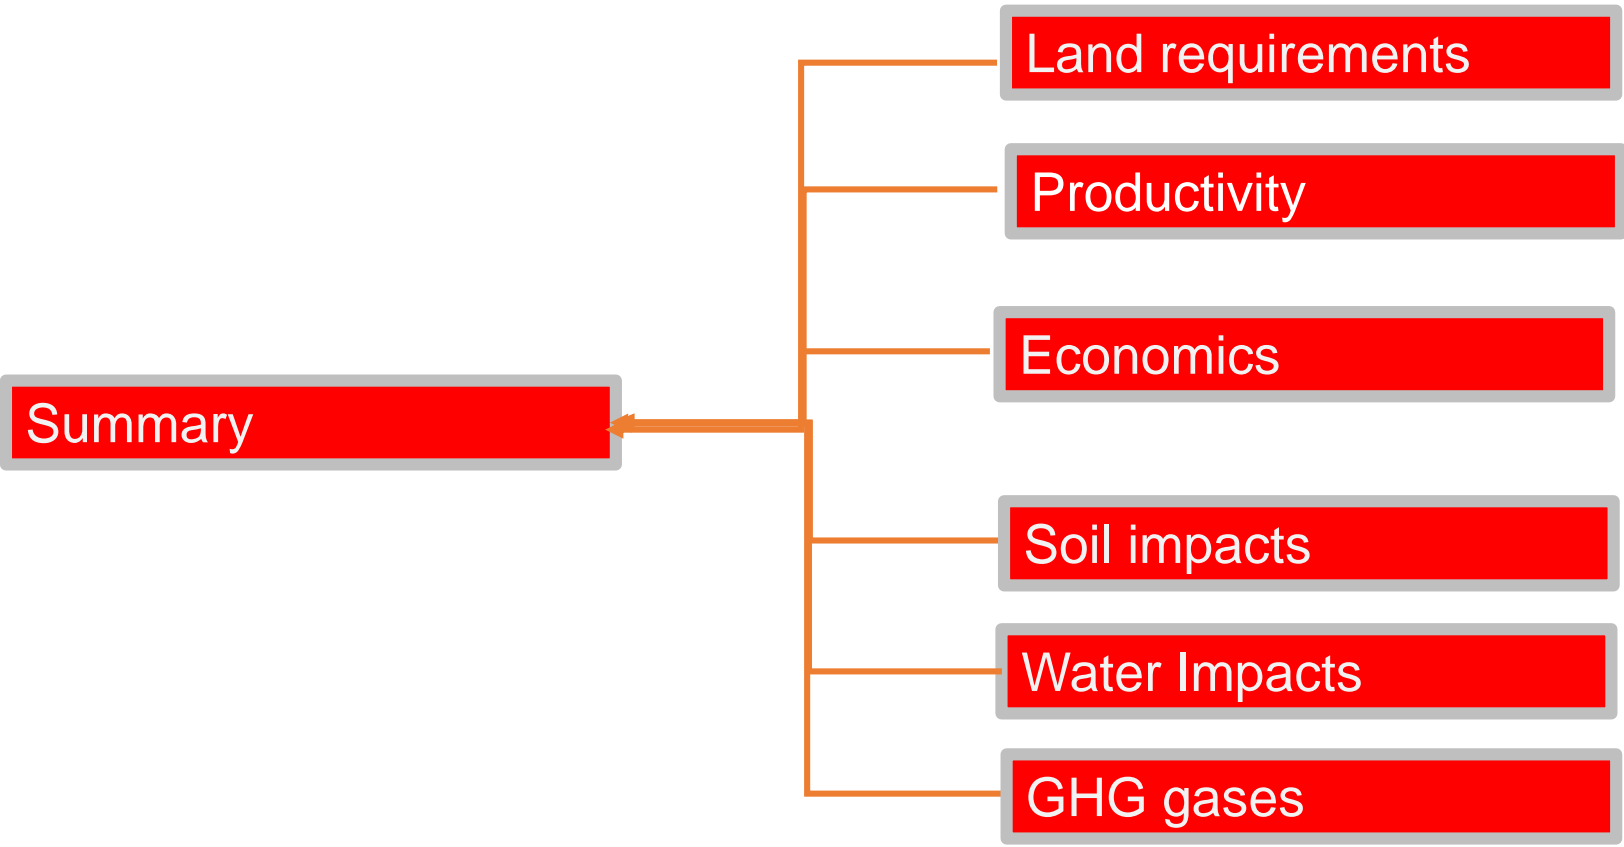 Land requirements
Productivity
Economics
Summary
Soil impacts
Water Impacts
GHG gases